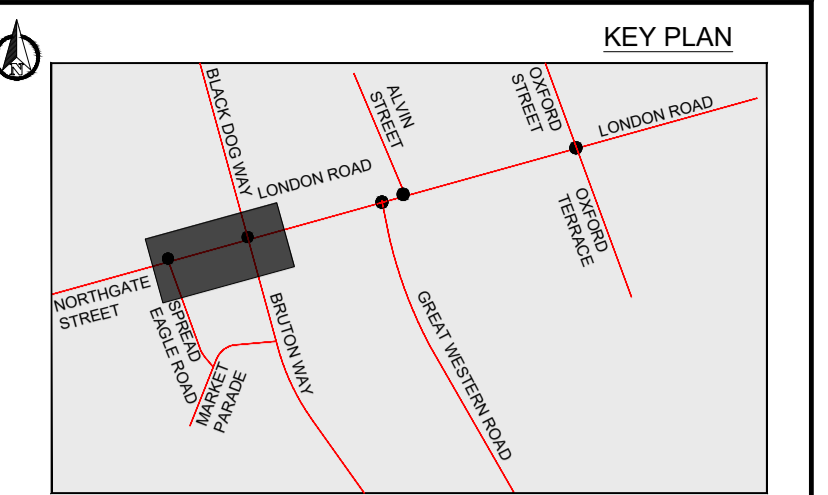 KEY PLAN
N
BLACK DOG WAY
ALVIN
STREET
OXFORD
STREET
LONDON ROAD
LONDON ROAD
OXFORD
TERRACE
NORTHGATE
STREET
SPREAD
EAGLE ROAD
MARKET
PARADE
BRUTON WAY
GREAT WESTERN ROAD